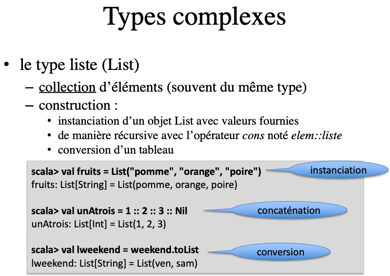 Types complexes
• le type liste (List)
– collection d'éléments (souvent du même type)
– construction :
• instanciation d'un objet List avec valeurs fournies
• de manière récursive avec l'opérateur cons noté elem::liste
• conversion d'un tableau
scala> val fruits = List("pomme", "orange", "poire")
instanciation
fruits: List[String] = List(pomme, orange, poire)
scala> val unAtrois = 1 :: 2 :: 3 :: Nil
concaténation
unAtrois: List[Int] = List(1, 2, 3)
scala> val lweekend = weekend.toList
conversion
lweekend: List[String] = List(ven, sam)